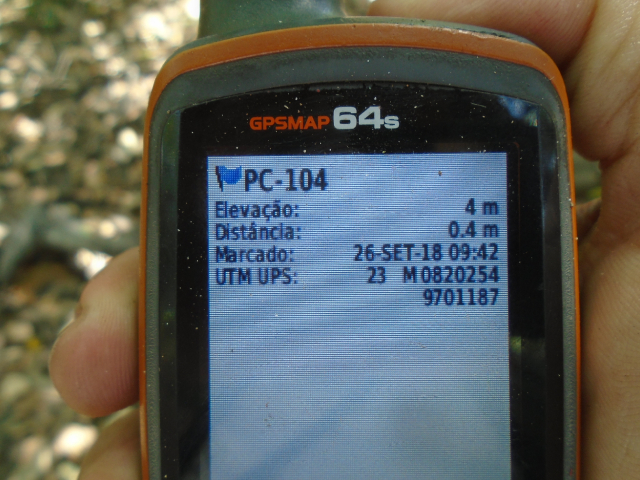 GPSMAP 64s
PC-104
Elevação: 4 m
Distância: 0.4 m
Marcado: 26-SET-18 09:42
UTM UPS: 23 M 0820254
9701187